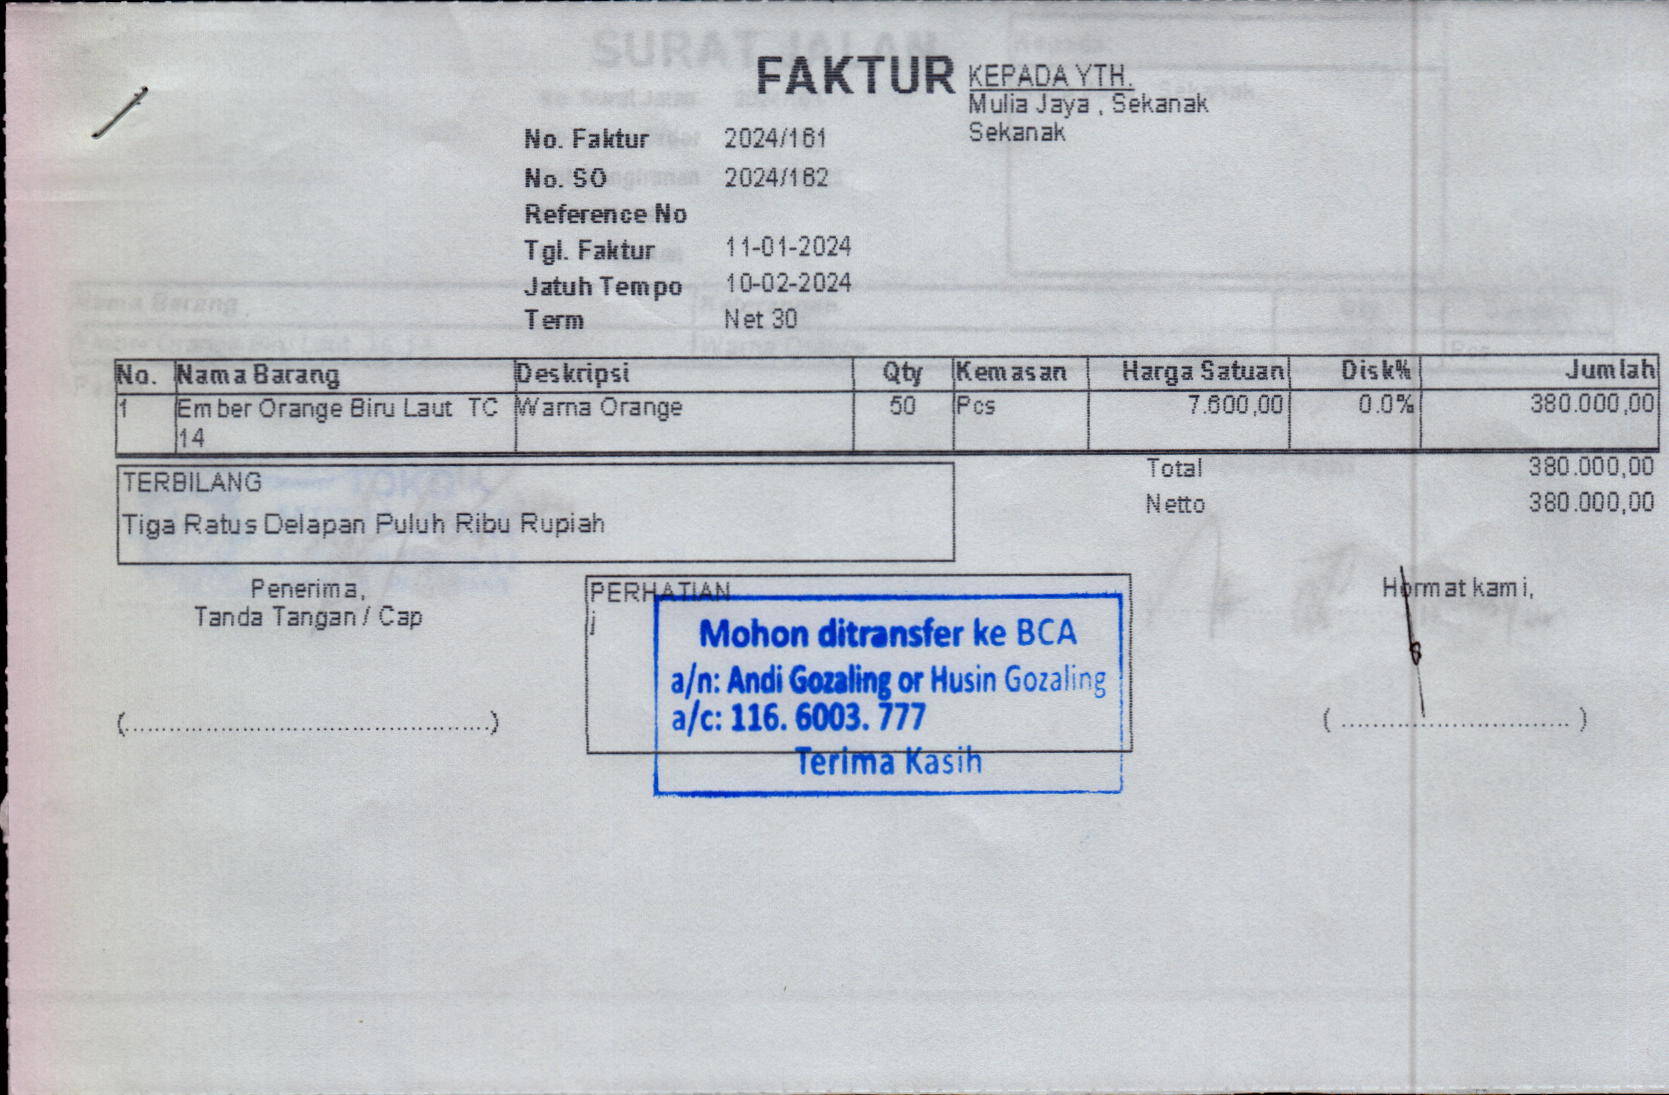 FAKTUR
KEPADA YTH.
Mulia Jaya , Sekanak
Sekanak
No. Faktur 2024/161
No. SO 2024/162
Reference No
Tgl. Faktur 11-01-2024
Jatuh Tempo 10-02-2024
Term Net 30
No. Nama Barang Deskripsi Qty Kemasan Harga Satuan Disk% Jumlah
1 Ember Orange Biru Laut TC 14 Warna Orange 50 Pcs 7.600,00 0.0% 380.000,00
Total 380.000,00
Netto 380.000,00
TERBILANG
Tiga Ratus Delapan Puluh Ribu Rupiah
Penerima,
Tanda Tangan / Cap
(..............................................)
PERHATIAN
j
Mohon ditransfer ke BCA
a/n: Andi Gozaling or Husin Gozaling
a/c: 116. 6003. 777
Terima Kasih
Hormat kami,
( ............................. )